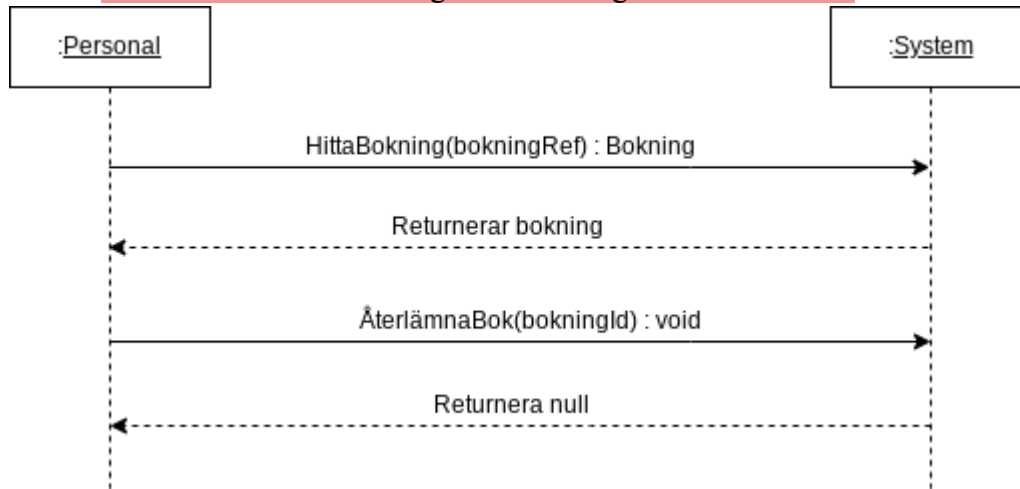 :Personal
:System
HittaBokning(bokningRef) : Bokning
Returnerar bokning
ÅterlämnaBok(bokningId) : void
Returnera null